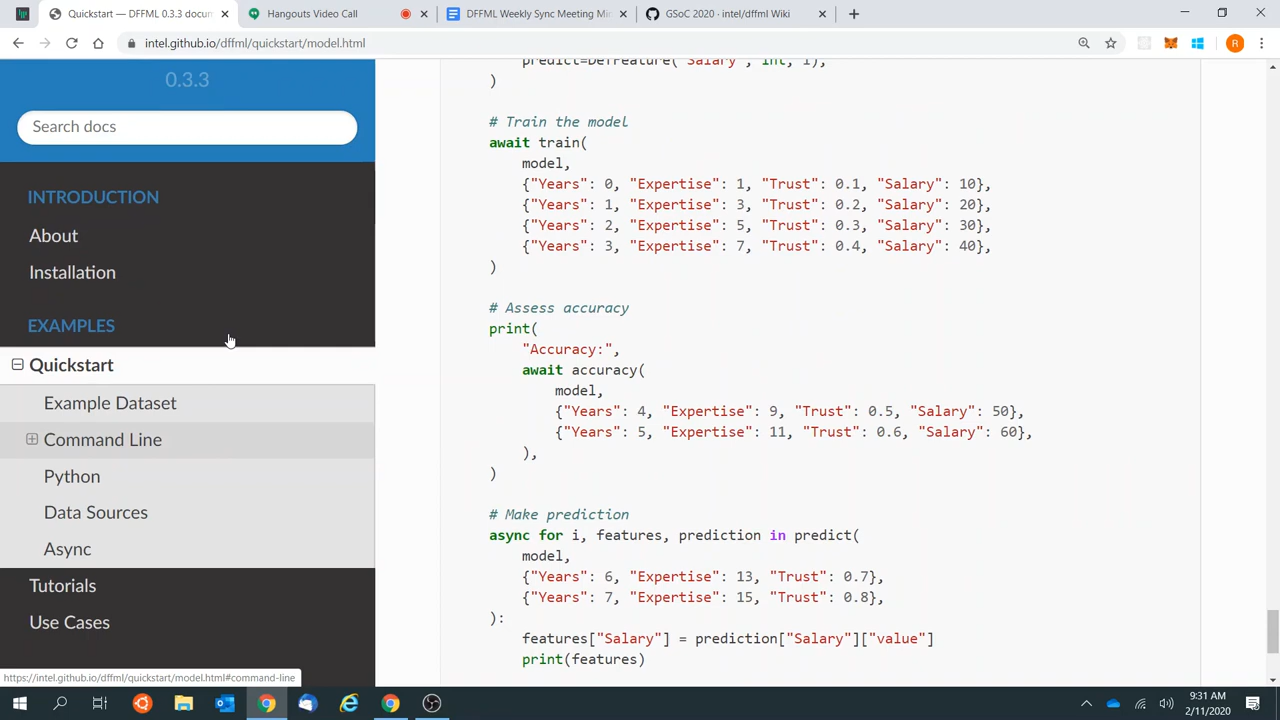 Quickstart — DFFML 0.3.3 docun
Hangouts Video Call
DFFML Weekly Sync Meeting Min
GSoC 2020 · intel/dffml Wiki
intel.github.io/dffml/quickstart/model.html
R
0.3.3
Search docs
INTRODUCTION
About
Installation
EXAMPLES
Quickstart
Example Dataset
Command Line
Python
Data Sources
Async
Tutorials
Use Cases
predict=DefFeature("Salary", int, 1),
)
# Train the model
await train(
model,
{"Years": 0, "Expertise": 1, "Trust": 0.1, "Salary": 10},
{"Years": 1, "Expertise": 3, "Trust": 0.2, "Salary": 20},
{"Years": 2, "Expertise": 5, "Trust": 0.3, "Salary": 30},
{"Years": 3, "Expertise": 7, "Trust": 0.4, "Salary": 40},
)
# Assess accuracy
print(
"Accuracy:",
await accuracy(
model,
{"Years": 4, "Expertise": 9, "Trust": 0.5, "Salary": 50},
{"Years": 5, "Expertise": 11, "Trust": 0.6, "Salary": 60},
),
)
# Make prediction
async for i, features, prediction in predict(
model,
{"Years": 6, "Expertise": 13, "Trust": 0.7},
{"Years": 7, "Expertise": 15, "Trust": 0.8},
):
features["Salary"] = prediction["Salary"]["value"]
print(features)
https://intel.github.io/dffml/quickstart/model.html#command-line
9:31 AM
2/11/2020